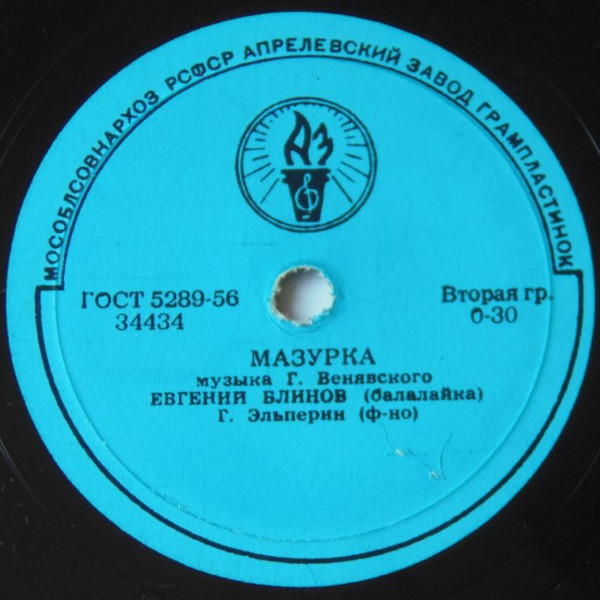 МОСОБЛСОВНАРХОЗ РСФСР АПРЕЛЕВСКИЙ ЗАВОД ГРАМПЛАСТИНОК
АЗ
ГОСТ 5289-56
34434
Вторая гр.
0-30
МАЗУРКА
музыка Г. Венявского
ЕВГЕНИЙ БЛИНОВ (балалайка)
Г. Эльперин (ф-но)